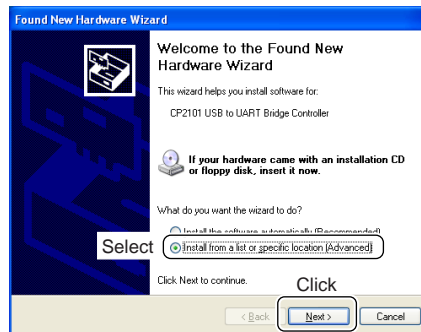 Found New Hardware Wizard
Welcome to the Found New
Hardware Wizard
This wizard helps you install software for:
CP2101 USB to UART Bridge Controller
If your hardware came with an installation CD
or floppy disk, insert it now.
What do you want the wizard to do?
Install the software automatically (Recommended)
Select
Install from a list or specific location (Advanced)
Click Next to continue.
Click
< Back
Next >
Cancel